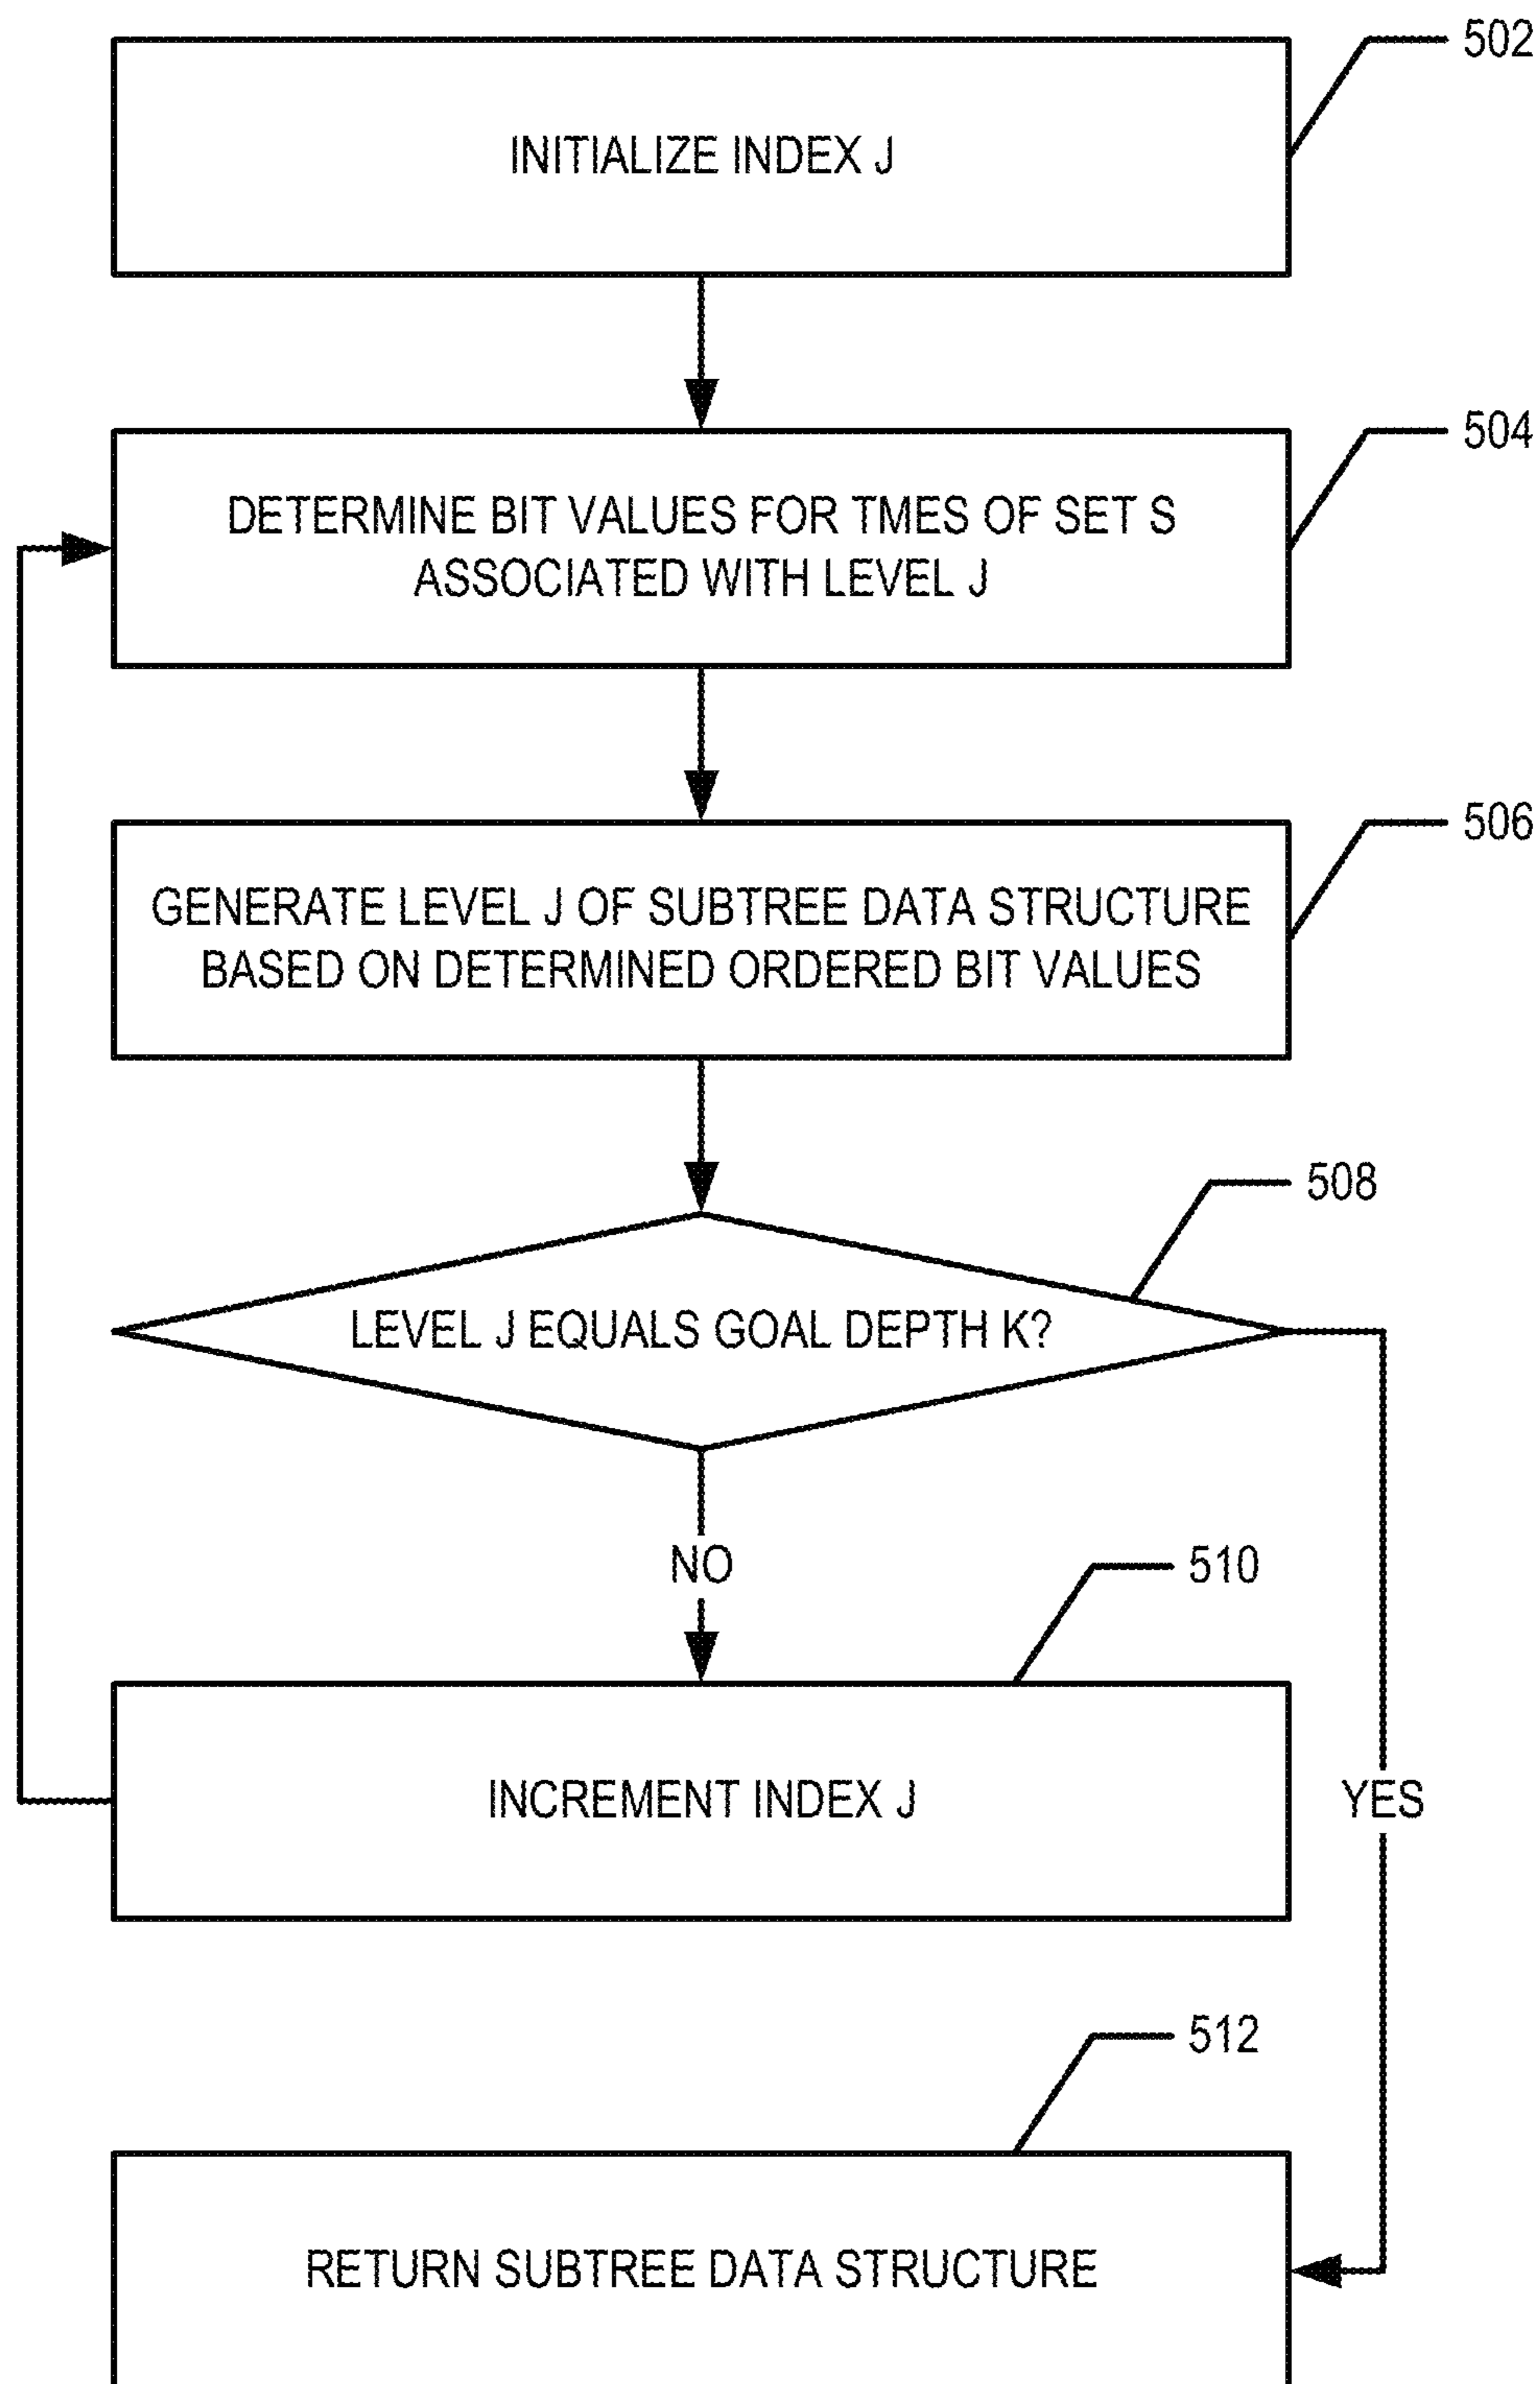 502
INITIALIZE INDEX J
504
DETERMINE BIT VALUES FOR TMES OF SET S
ASSOCIATED WITH LEVEL J
506
GENERATE LEVEL J OF SUBTREE DATA STRUCTURE
BASED ON DETERMINED ORDERED BIT VALUES
508
LEVEL J EQUALS GOAL DEPTH K?
NO
510
INCREMENT INDEX J
YES
512
RETURN SUBTREE DATA STRUCTURE